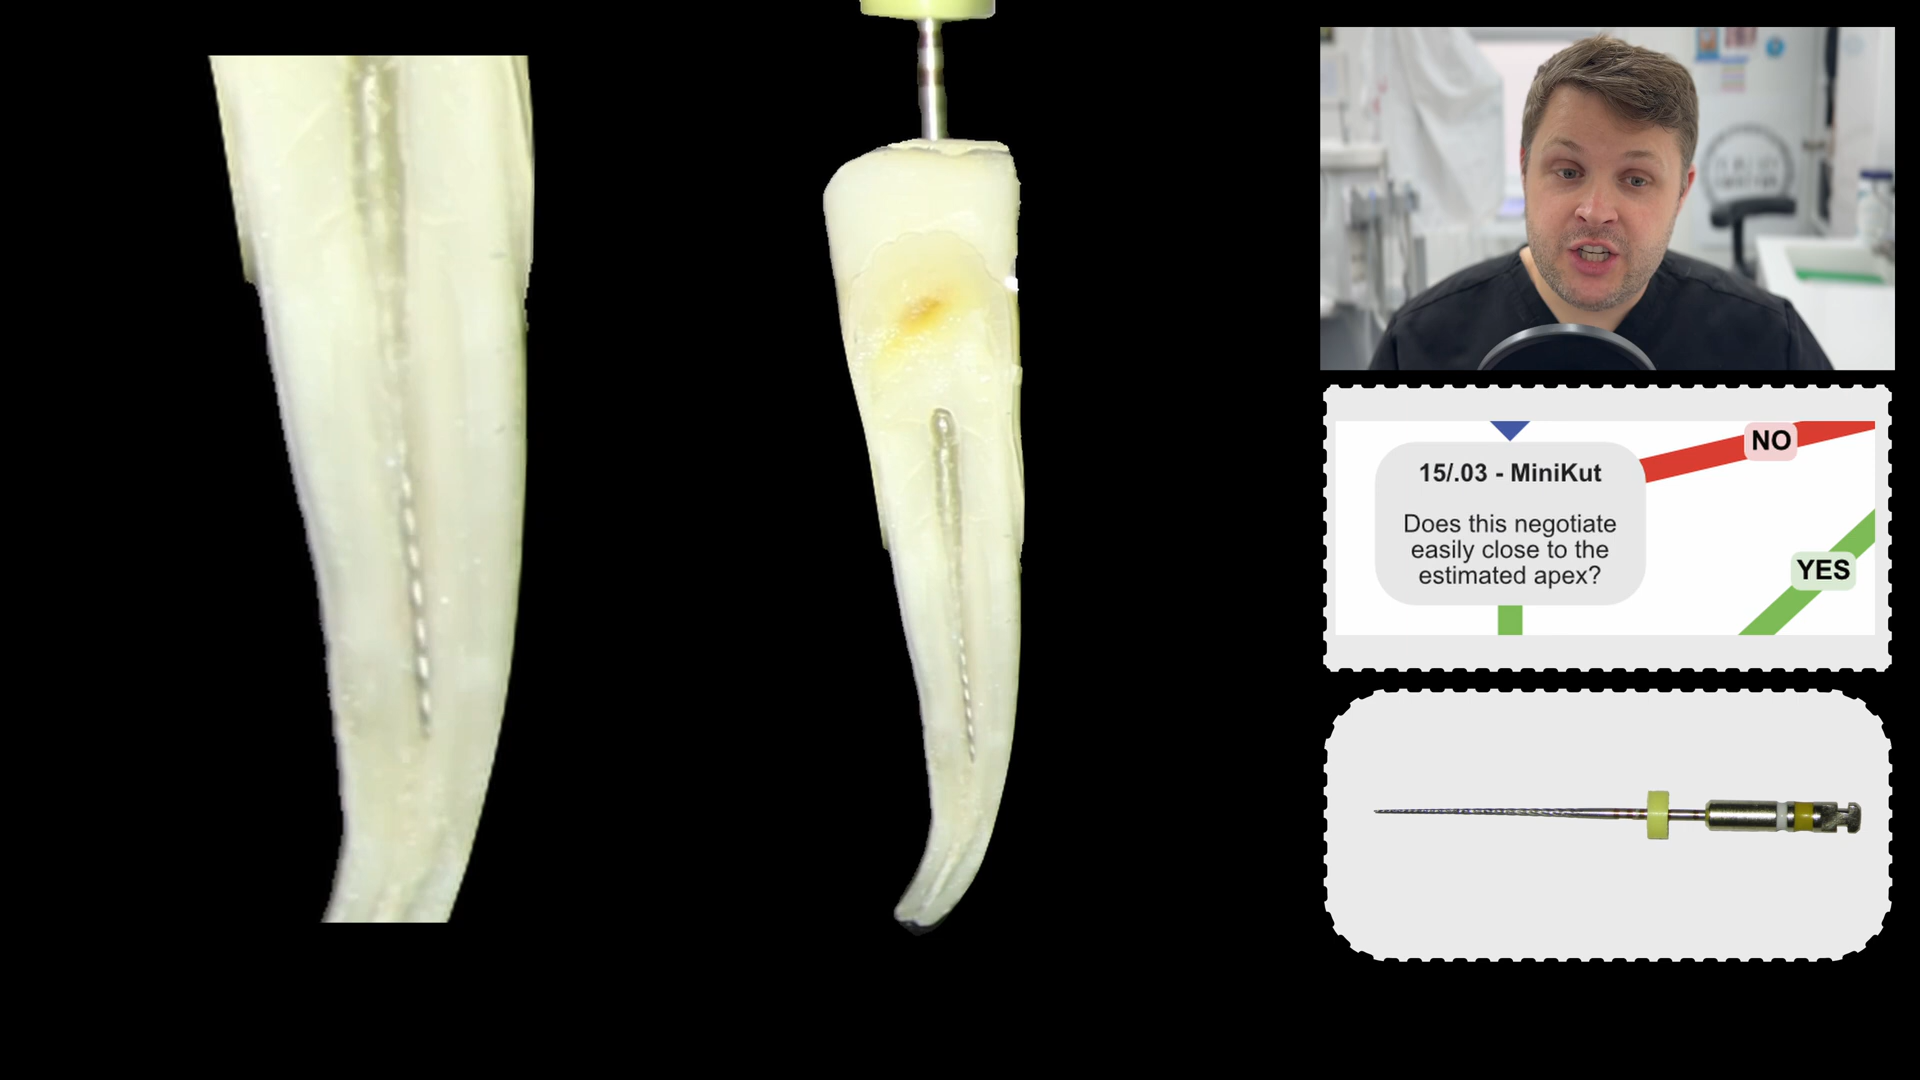 NO
15/.03 - MiniKut
Does this negotiate
easily close to the
estimated apex?
YES